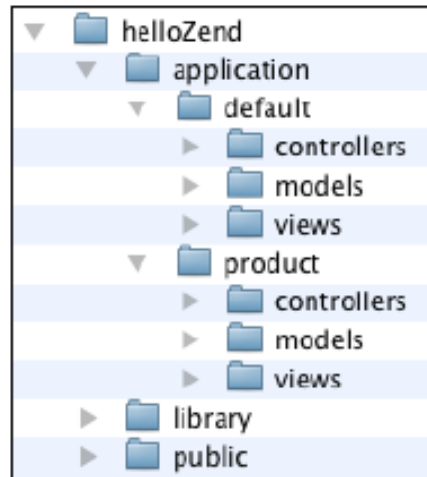 helloZend
application
default
controllers
models
views
product
controllers
models
views
library
public